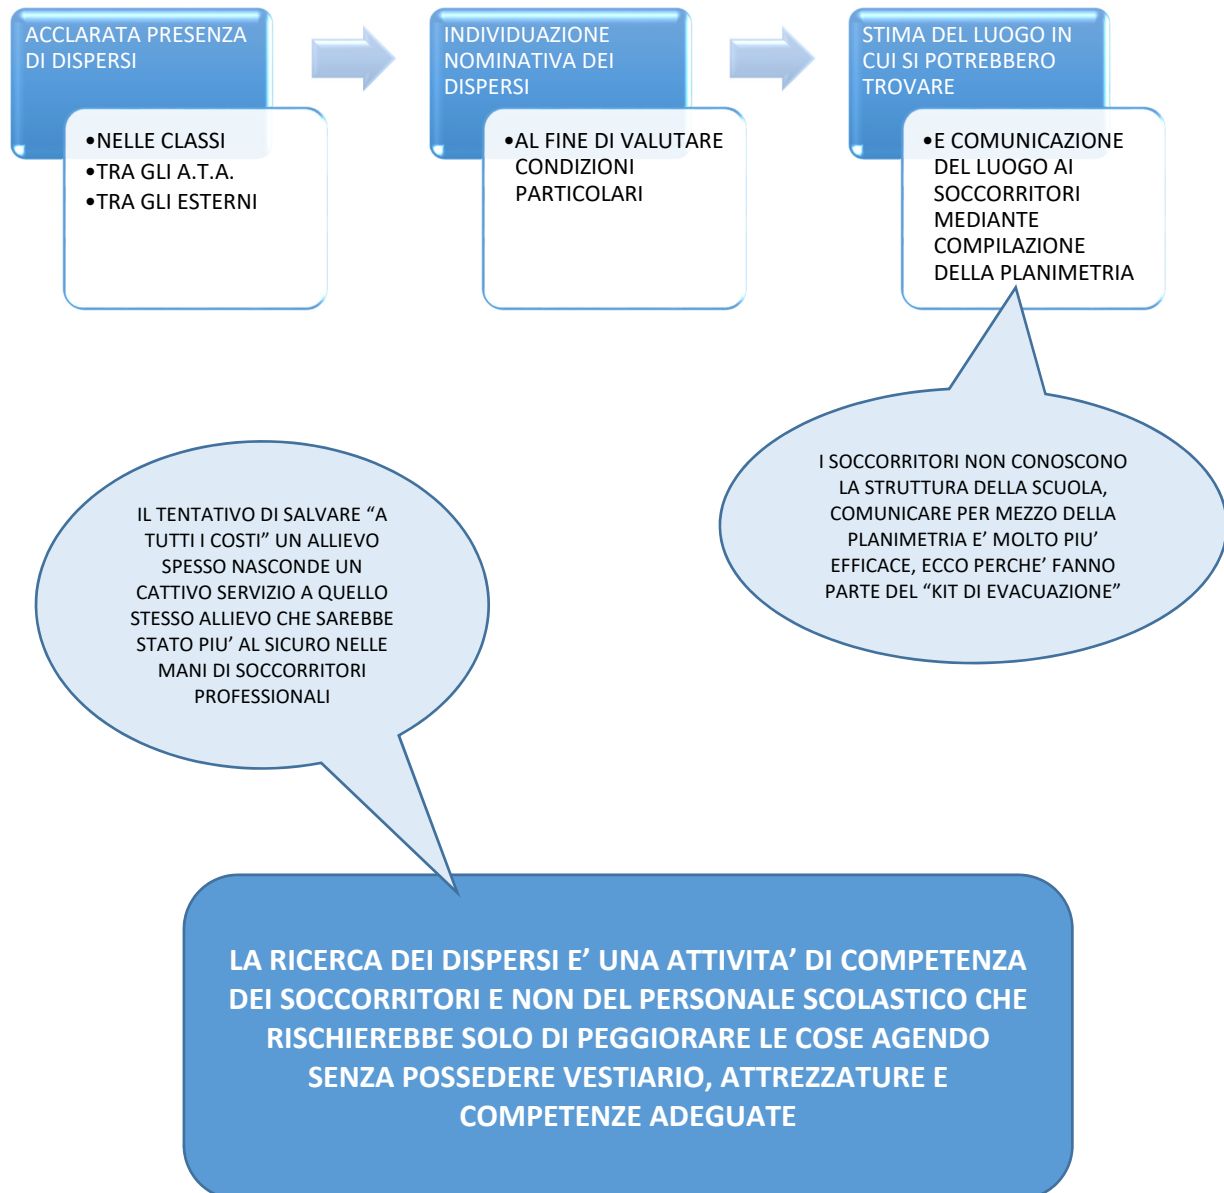 ACCLARATA PRESENZA
DI DISPERSI
•NELLE CLASSI
•TRA GLI A.T.A.
•TRA GLI ESTERNI
INDIVIDUAZIONE
NOMINATIVA DEI
DISPERSI
•AL FINE DI VALUTARE
CONDIZIONI
PARTICOLARI
STIMA DEL LUOGO IN
CUI SI POTREBBERO
TROVARE
•E COMUNICAZIONE
DEL LUOGO AI
SOCCORRITORI
MEDIANTE
COMPILAZIONE
DELLA PLANIMETRIA
I SOCCORRITORI NON CONOSCONO
LA STRUTTURA DELLA SCUOLA,
COMUNICARE PER MEZZO DELLA
PLANIMETRIA E’ MOLTO PIU’
EFFICACE, ECCO PERCHE’ FANNO
PARTE DEL “KIT DI EVACUAZIONE”
IL TENTATIVO DI SALVARE “A
TUTTI I COSTI” UN ALLIEVO
SPESSO NASCONDE UN
CATTIVO SERVIZIO A QUELLO
STESSO ALLIEVO CHE SAREBBE
STATO PIU’ AL SICURO NELLE
MANI DI SOCCORRITORI
PROFESSIONALI
LA RICERCA DEI DISPERSI E’ UNA ATTIVITA’ DI COMPETENZA
DEI SOCCORRITORI E NON DEL PERSONALE SCOLASTICO CHE
RISCHIEREBBE SOLO DI PEGGIORARE LE COSE AGENDO
SENZA POSSEDERE VESTIARIO, ATTREZZATURE E
COMPETENZE ADEGUATE